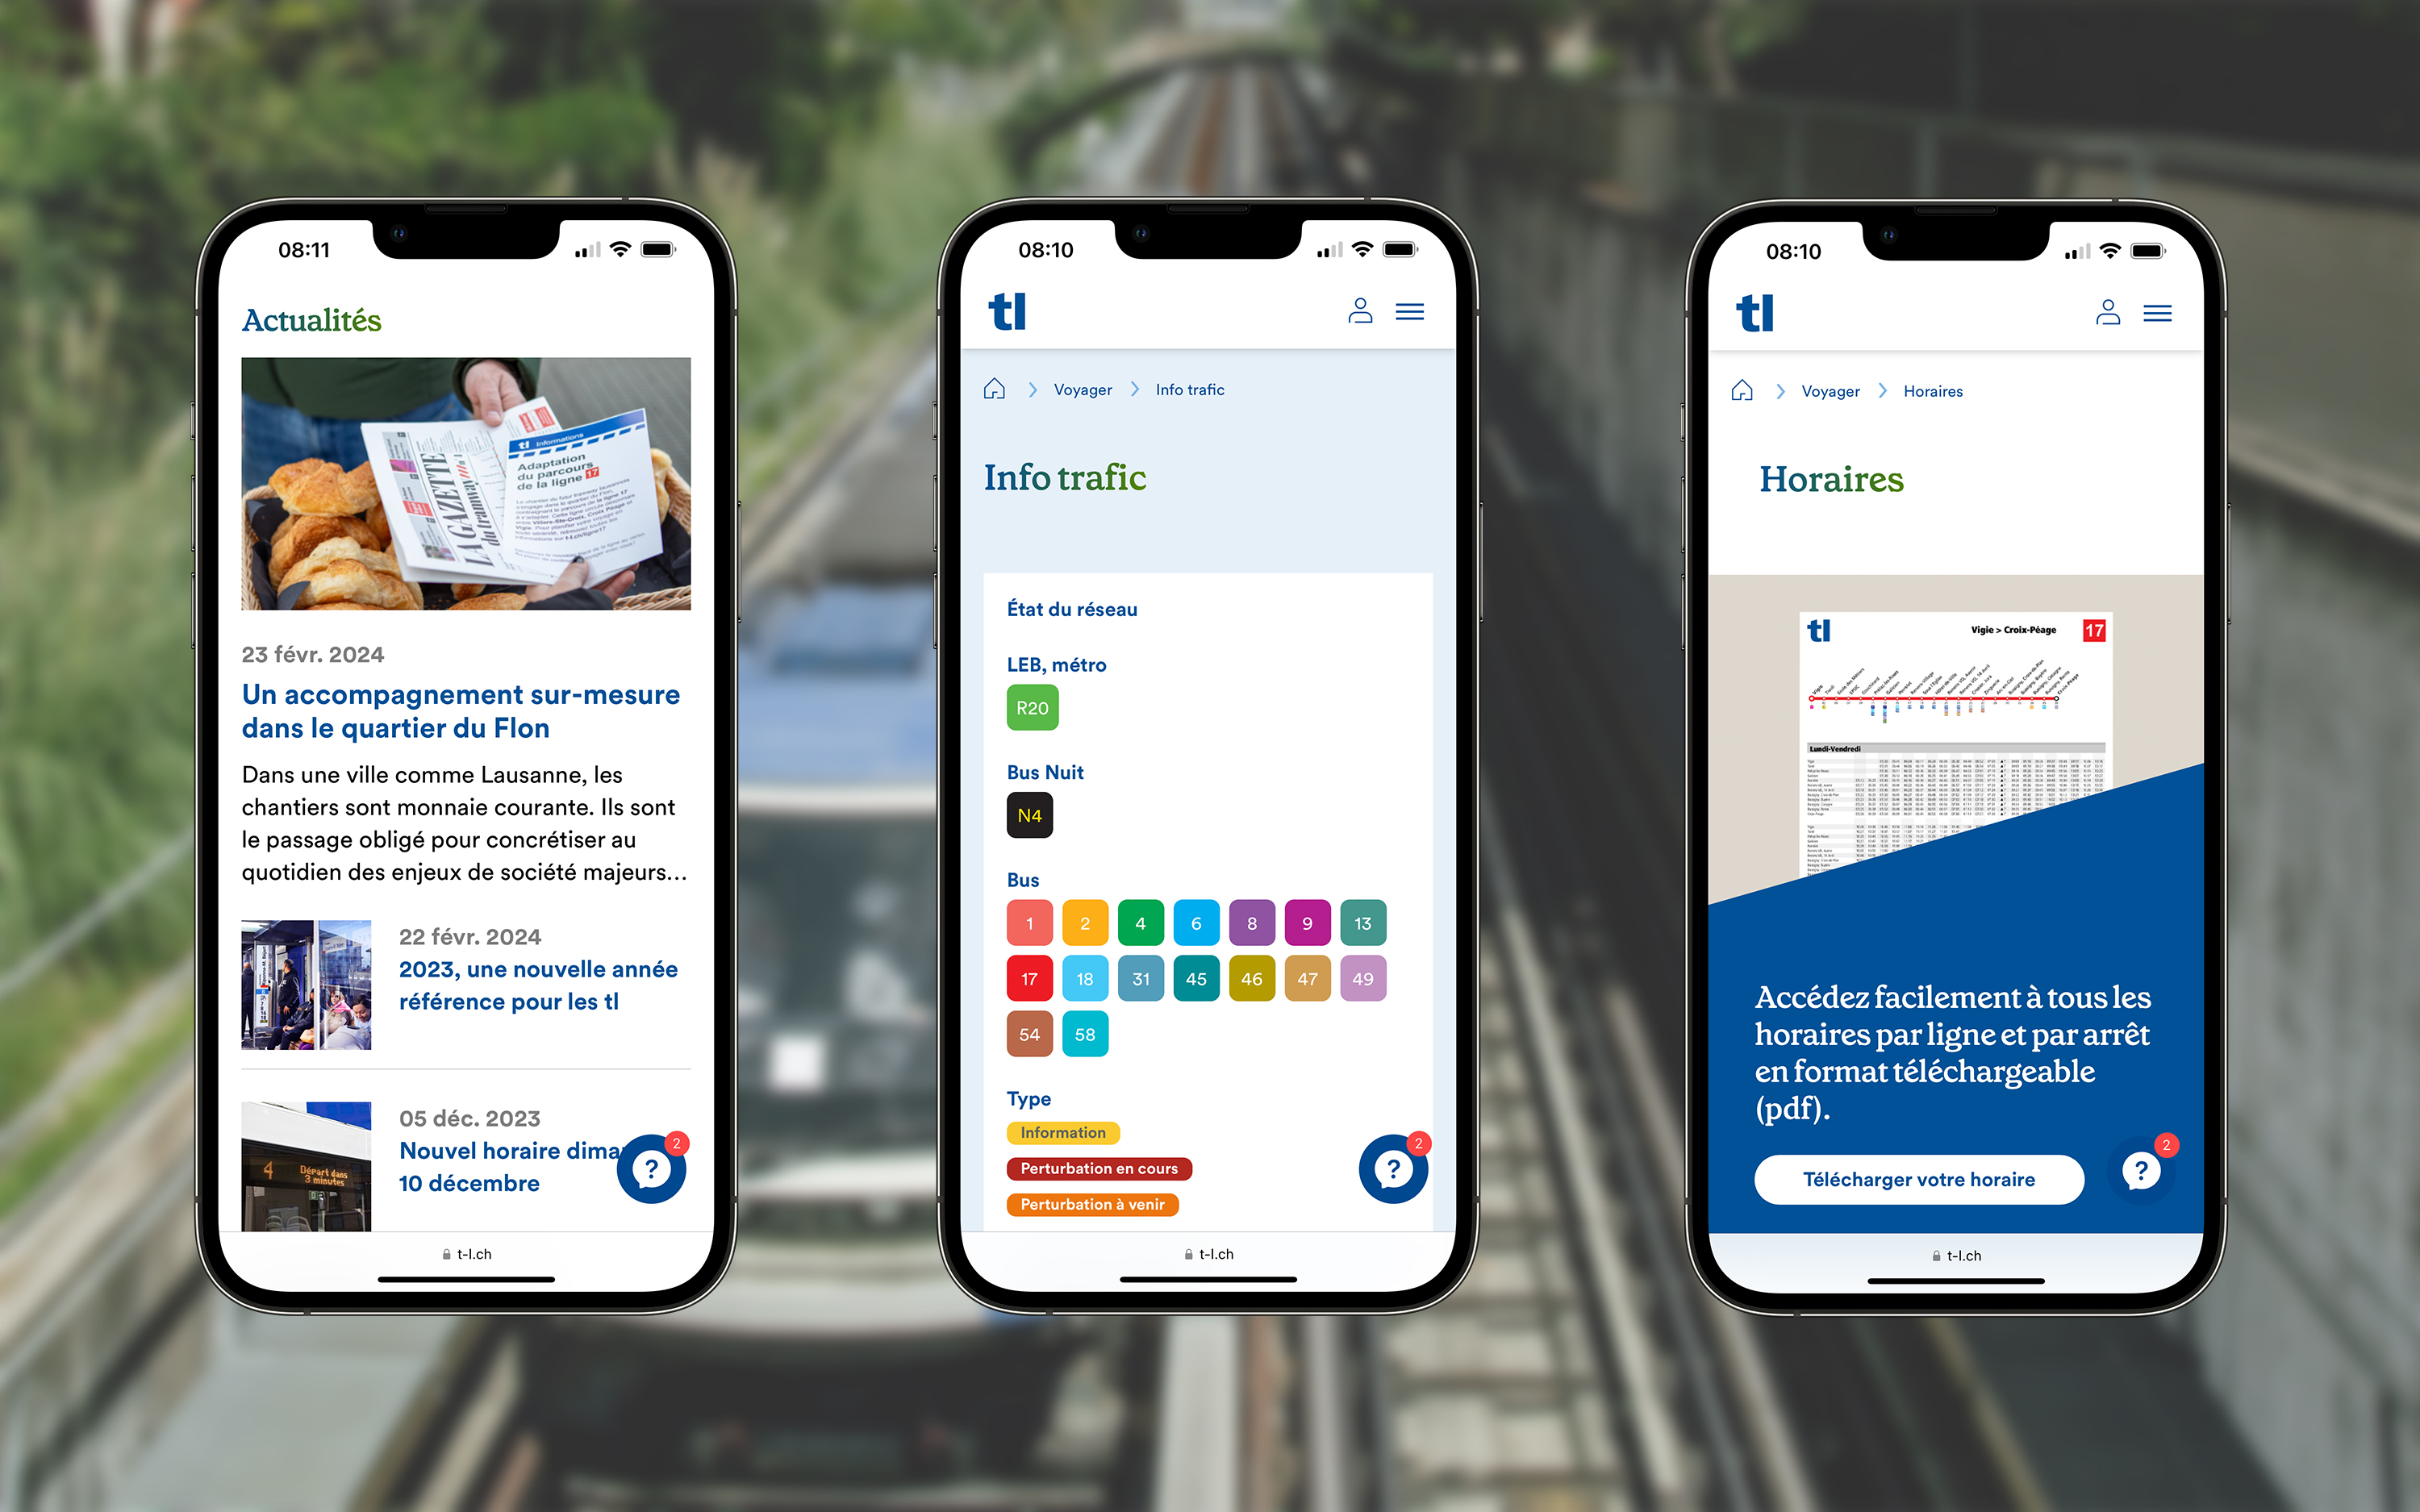 08:11
Actualités
tl Informations
Adaptation
du parcours
de la ligne 17
LA GAZETTE
du tramway
23 févr. 2024
Un accompagnement sur-mesure
dans le quartier du Flon
Dans une ville comme Lausanne, les
chantiers sont monnaie courante. Ils sont
le passage obligé pour concrétiser au
quotidien des enjeux de société majeurs…
22 févr. 2024
2023, une nouvelle année
référence pour les tl
4 Départ dans
3 minutes
05 déc. 2023
Nouvel horaire dima
10 décembre
2
?
t-l.ch
08:10
tl
Voyager
Info trafic
Info trafic
État du réseau
LEB, métro
R20
Bus Nuit
N4
Bus
1 2 4 6 8 9 13
17 18 31 45 46 47 49
54 58
Type
Information
Perturbation en cours
Perturbation à venir
2
?
t-l.ch
08:10
tl
Voyager
Horaires
Horaires
tl Vigie > Croix-Péage 17
Lundi-Vendredi
Accédez facilement à tous les
horaires par ligne et par arrêt
en format téléchargeable
(pdf).
Télécharger votre horaire
2
?
t-l.ch